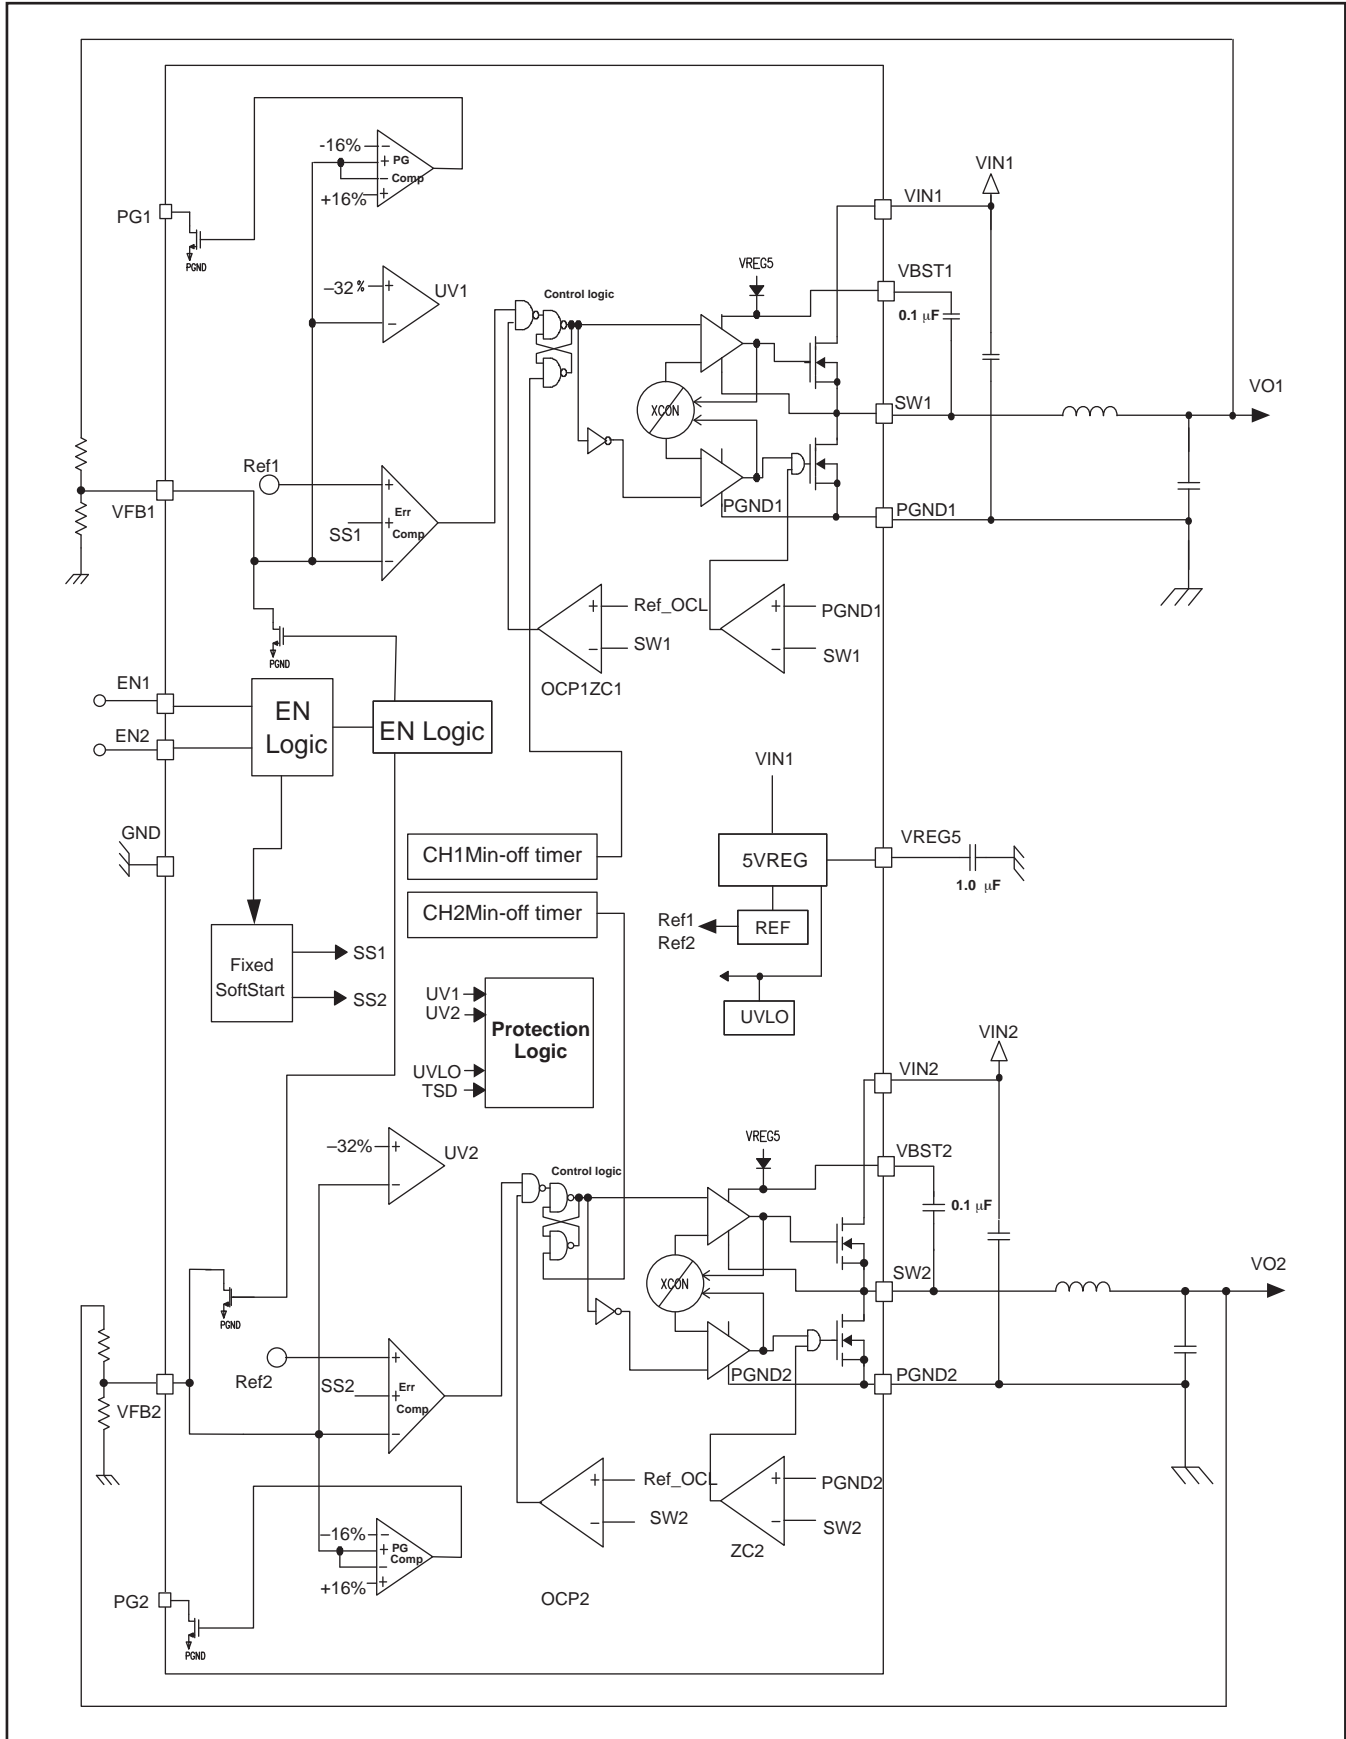 -16%
PG
Comp
+16%
PG1
PGND
–32%
UV1
Control logic
VREG5
XCON
PGND1
VIN1
VIN1
VBST1
0.1 µF
SW1
VO1
PGND1
Ref1
VFB1
SS1
Err
Comp
Ref_OCL
SW1
OCP1ZC1
PGND1
SW1
PGND
EN1
EN2
EN
Logic
EN Logic
GND
Fixed
SoftStart
SS1
SS2
CH1Min-off timer
CH2Min-off timer
VIN1
5VREG
VREG5
1.0 µF
REF
Ref1
Ref2
UVLO
UV1
UV2
UVLO
TSD
Protection
Logic
VIN2
VIN2
–32%
UV2
Control logic
VREG5
VBST2
0.1 µF
XCON
SW2
VO2
PGND2
PGND2
PGND
Ref2
VFB2
SS2
Err
Comp
Ref_OCL
SW2
PGND2
SW2
ZC2
–16%
PG
Comp
+16%
OCP2
PG2
PGND